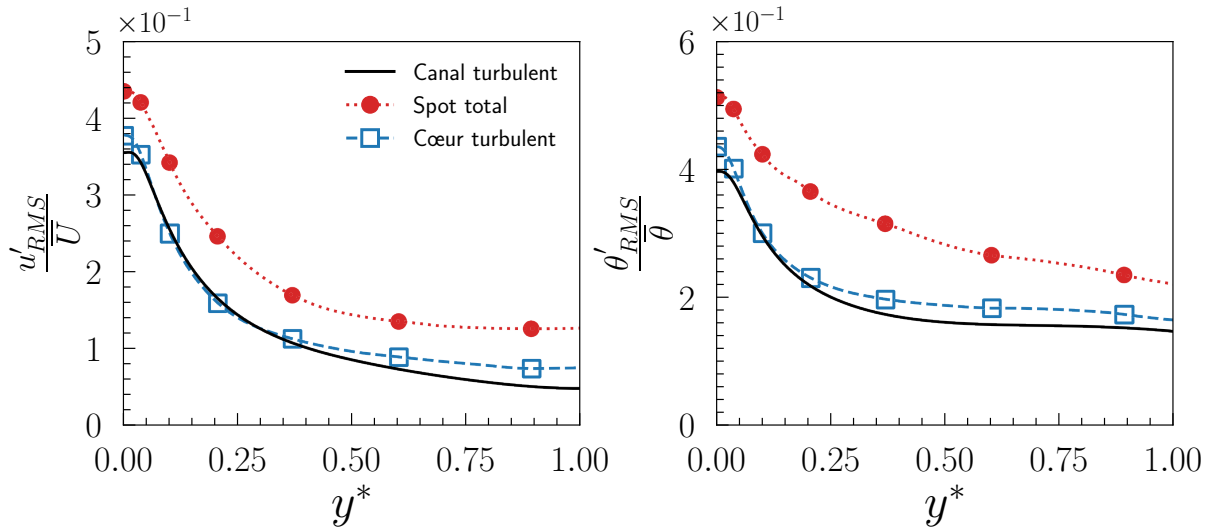 ×10⁻¹
5
4
3
2
1
0
u′RMS
U
Canal turbulent
Spot total
Cœur turbulent
0.00 0.25 0.50 0.75 1.00
y*
×10⁻¹
6
4
2
0
θ′RMS
θ
0.00 0.25 0.50 0.75 1.00
y*